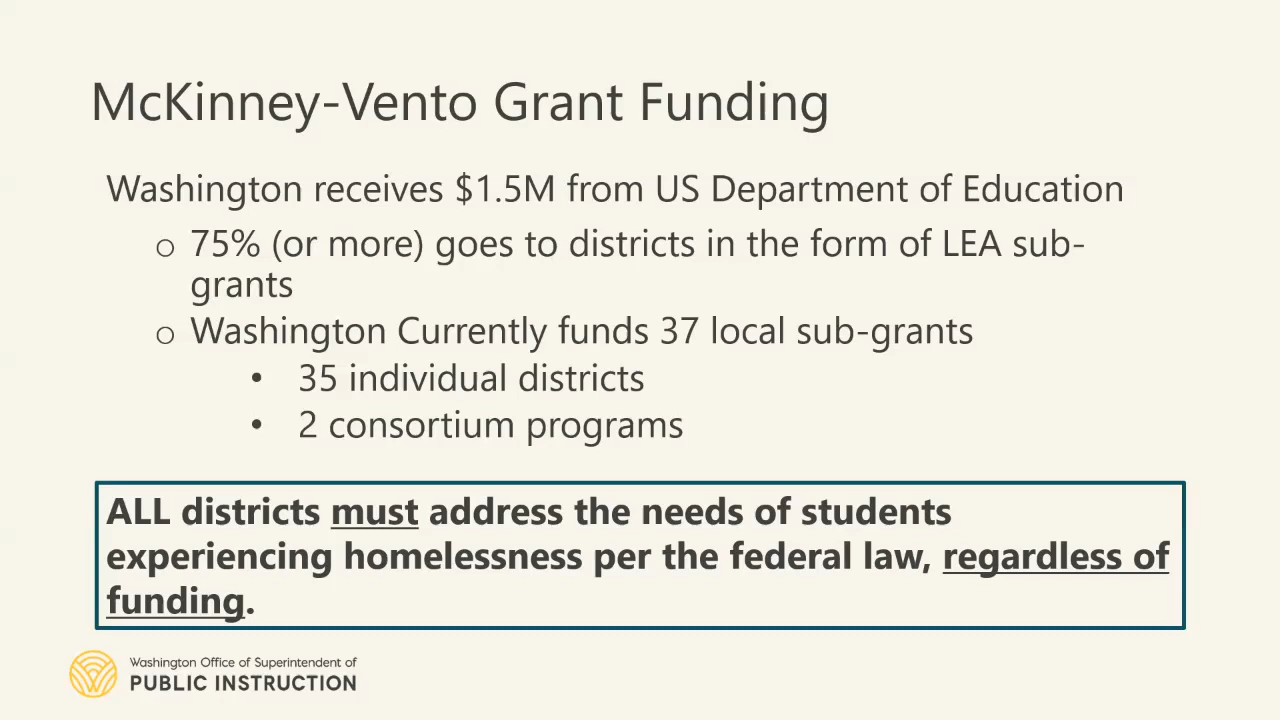 McKinney-Vento Grant Funding
Washington receives $1.5M from US Department of Education
o 75% (or more) goes to districts in the form of LEA sub-
grants
o Washington Currently funds 37 local sub-grants
• 35 individual districts
• 2 consortium programs
ALL districts must address the needs of students
experiencing homelessness per the federal law, regardless of
funding.
Washington Office of Superintendent of
PUBLIC INSTRUCTION